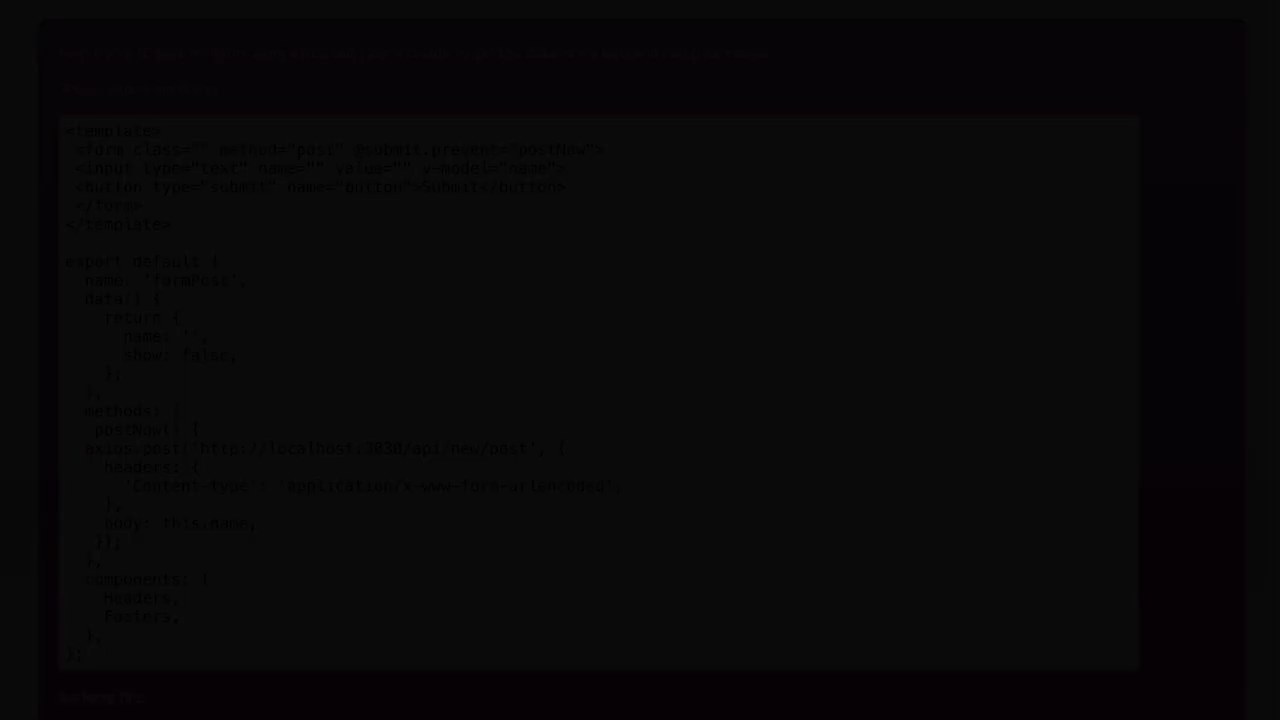 <template>
<form class="" method="post" @submit.prevent="postNow">
<input type="text" name="" value="" v-model="name">
<button type="submit" name="button">Submit</button>
</form>
</template>
export default {
name: 'formPost',
data() {
return {
name: '',
show: false,
};
},
methods: {
postNow() {
axios.post('http://localhost:3030/api/new/post', {
headers: {
'Content-type': 'application/x-www-form-urlencoded',
},
body: this.name,
});
},
components: {
Headers,
Footers,
},
};